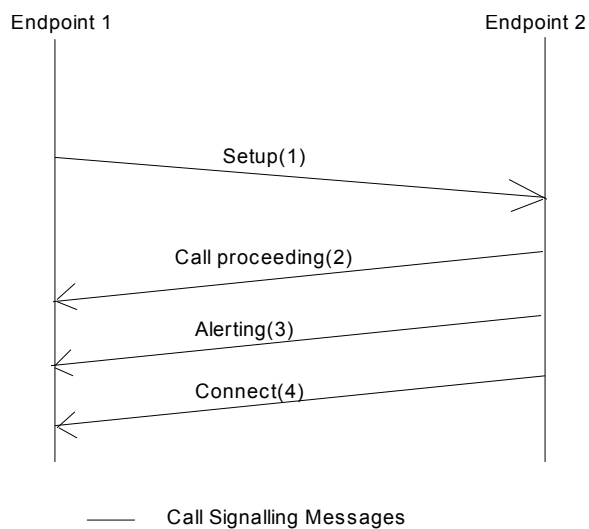 Endpoint 1
Endpoint 2
Setup(1)
Call proceeding(2)
Alerting(3)
Connect(4)
Call Signalling Messages